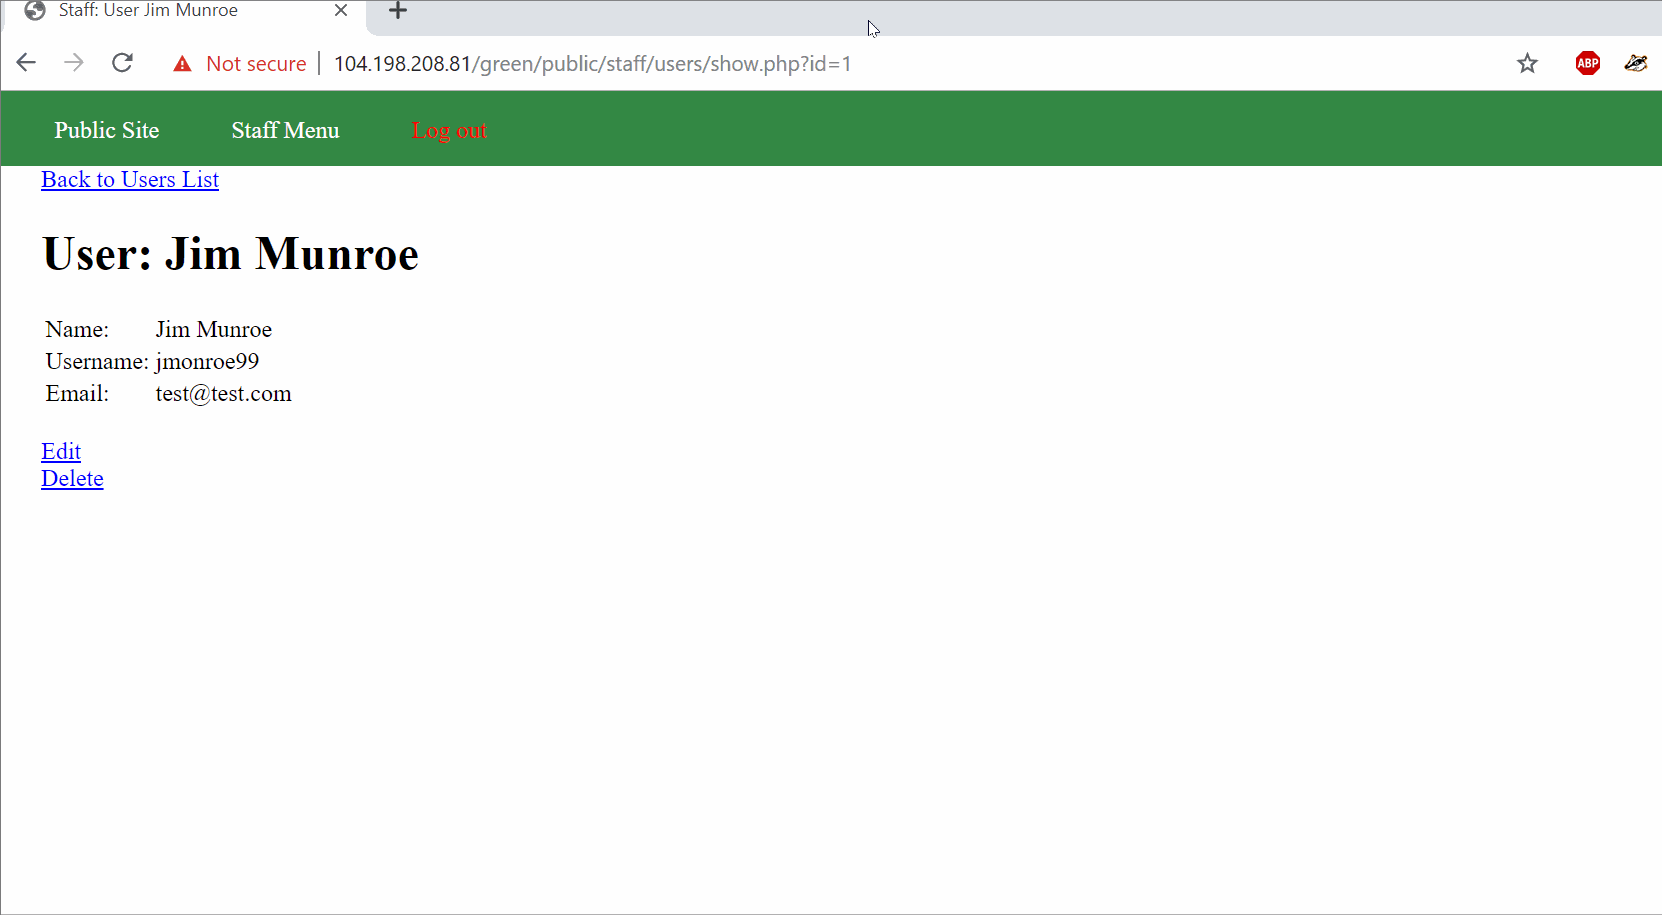 Staff: User Jim Munroe
Not secure | 104.198.208.81/green/public/staff/users/show.php?id=1
ABP
Public Site Staff Menu Log out
Back to Users List
User: Jim Munroe
Name: Jim Munroe
Username: jmonroe99
Email: test@test.com
Edit
Delete